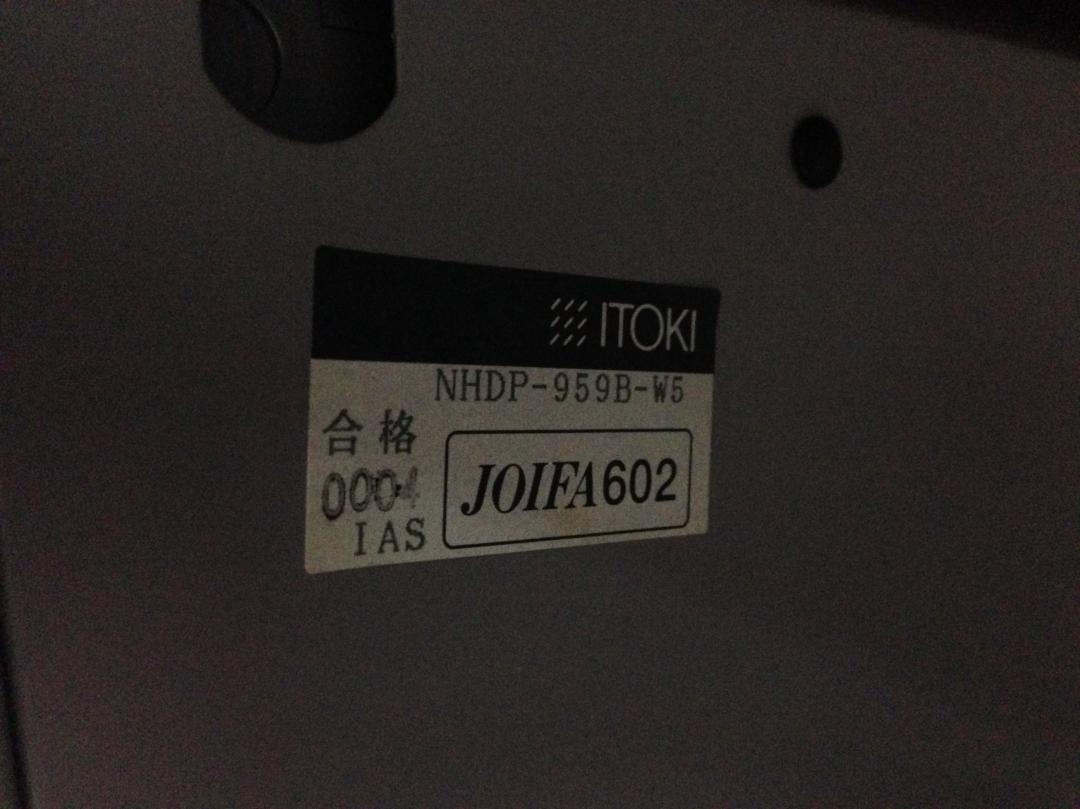 ITOKI
NHDP-959B-W5
合格
0004
IAS
JOIFA602